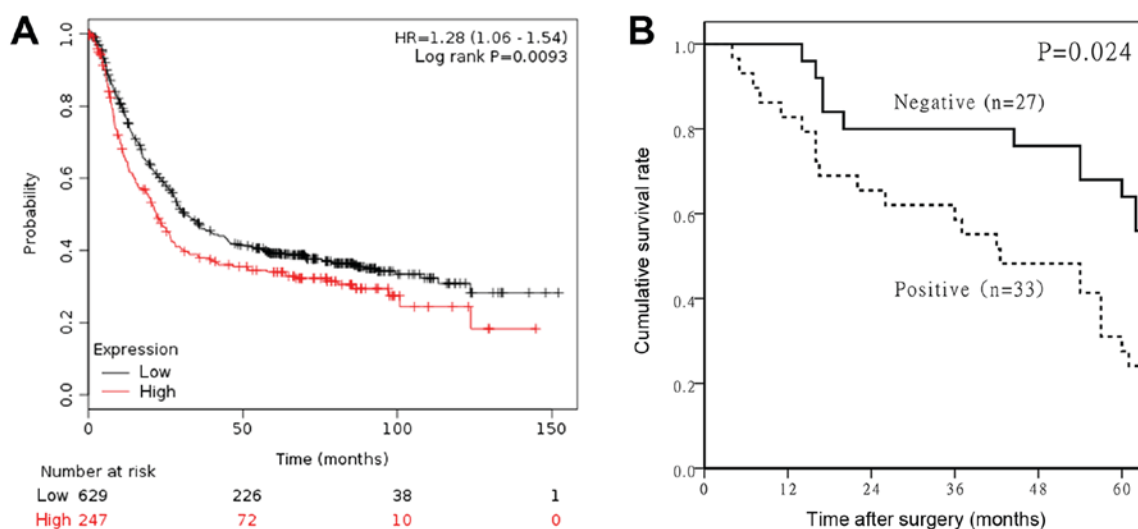 A
HR=1.28 (1.06 - 1.54)
Log rank P=0.0093
Probability
1.0
0.8
0.6
0.4
0.2
0.0
Expression
Low
High
0 50 100 150
Time (months)
Number at risk
Low 629 226 38 1
High 247 72 10 0
B
P=0.024
Negative (n=27)
Positive (n=33)
Cumulative survival rate
1.0
0.8
0.6
0.4
0.2
0.0
0 12 24 36 48 60
Time after surgery (months)